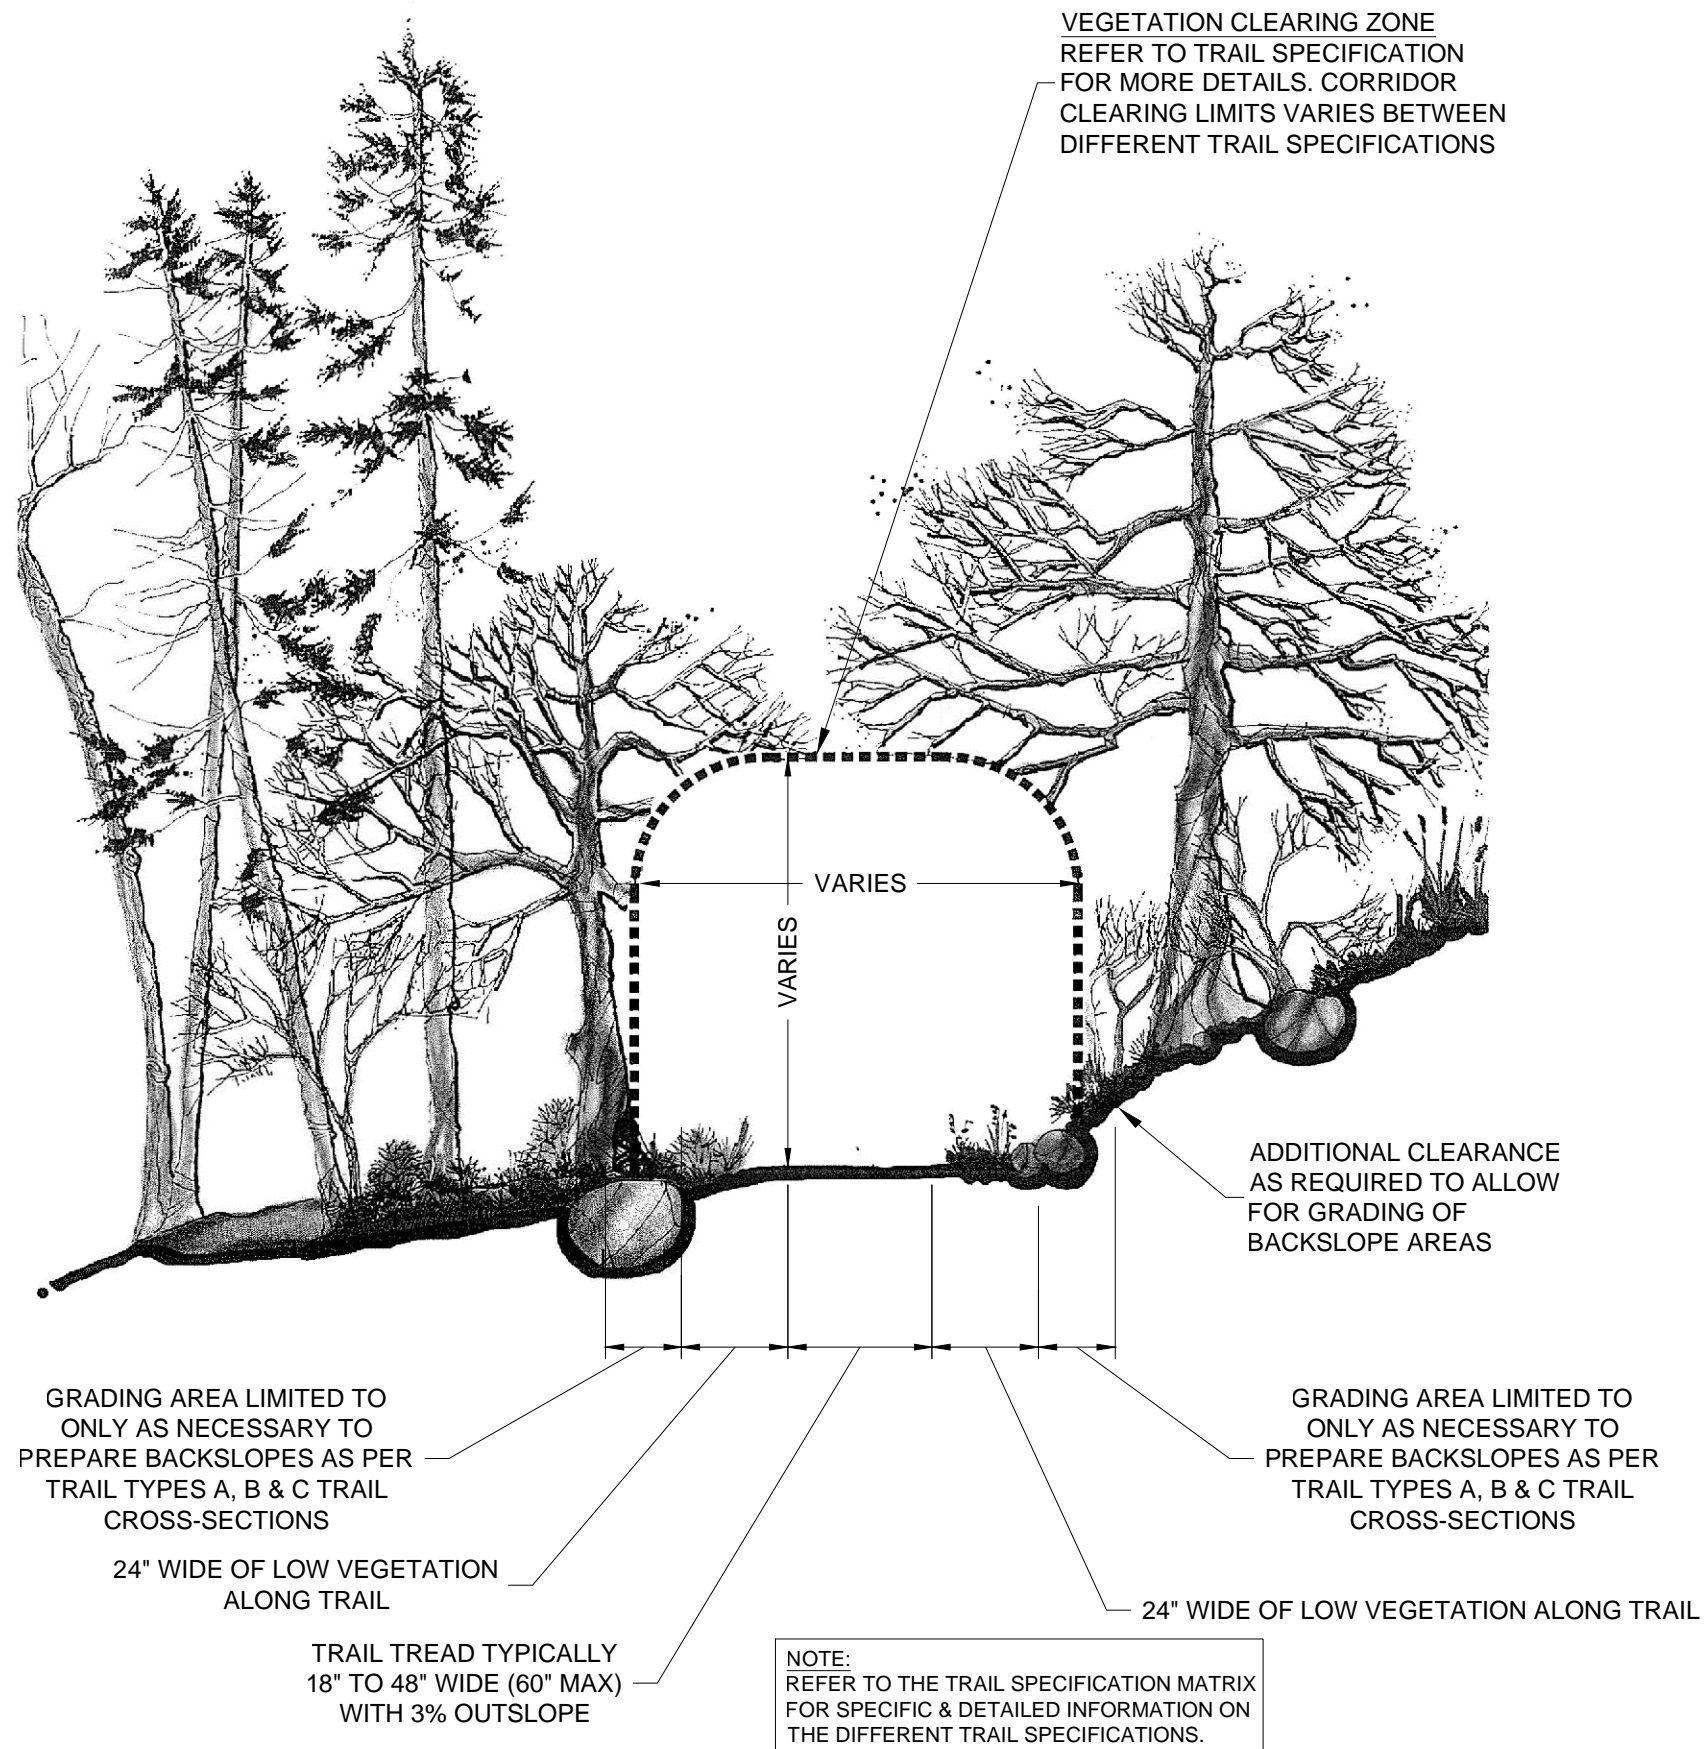 VEGETATION CLEARING ZONE
REFER TO TRAIL SPECIFICATION
FOR MORE DETAILS. CORRIDOR
CLEARING LIMITS VARIES BETWEEN
DIFFERENT TRAIL SPECIFICATIONS
VARIES
VARIES
ADDITIONAL CLEARANCE
AS REQUIRED TO ALLOW
FOR GRADING OF
BACKSLOPE AREAS
GRADING AREA LIMITED TO
ONLY AS NECESSARY TO
PREPARE BACKSLOPES AS PER
TRAIL TYPES A, B & C TRAIL
CROSS-SECTIONS
GRADING AREA LIMITED TO
ONLY AS NECESSARY TO
PREPARE BACKSLOPES AS PER
TRAIL TYPES A, B & C TRAIL
CROSS-SECTIONS
24" WIDE OF LOW VEGETATION
ALONG TRAIL
24" WIDE OF LOW VEGETATION ALONG TRAIL
TRAIL TREAD TYPICALLY
18" TO 48" WIDE (60" MAX)
WITH 3% OUTSLOPE
NOTE:
REFER TO THE TRAIL SPECIFICATION MATRIX
FOR SPECIFIC & DETAILED INFORMATION ON
THE DIFFERENT TRAIL SPECIFICATIONS.